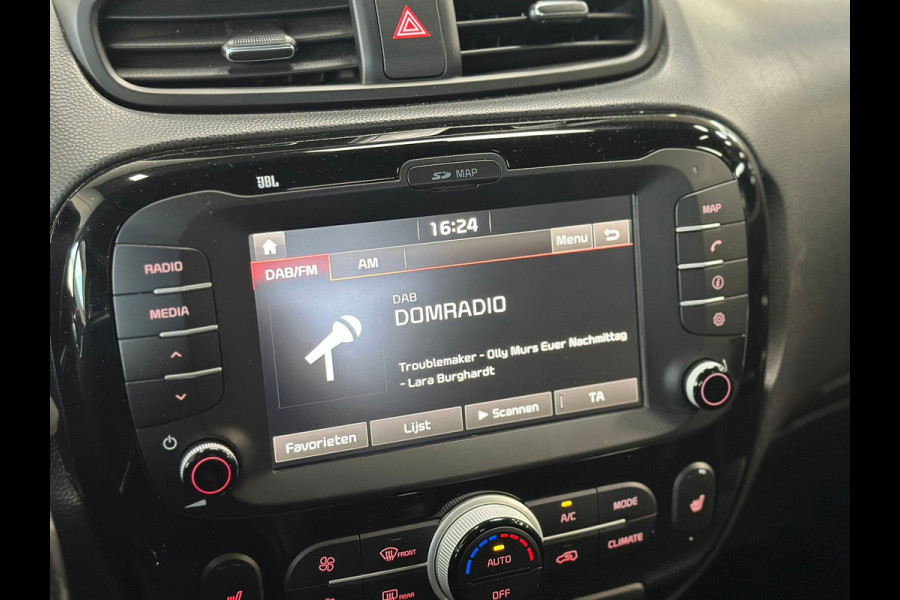 JBL
SD MAP
16:24
Menu
DAB/FM
AM
DAB
DOMRADIO
Troublemaker - Olly Murs Euer Nachmittag
- Lara Burghardt
Favorieten
Lijst
Scannen
TA
RADIO
MEDIA
MAP
A/C
MODE
FRONT
AUTO
CLIMATE
REAR
OFF